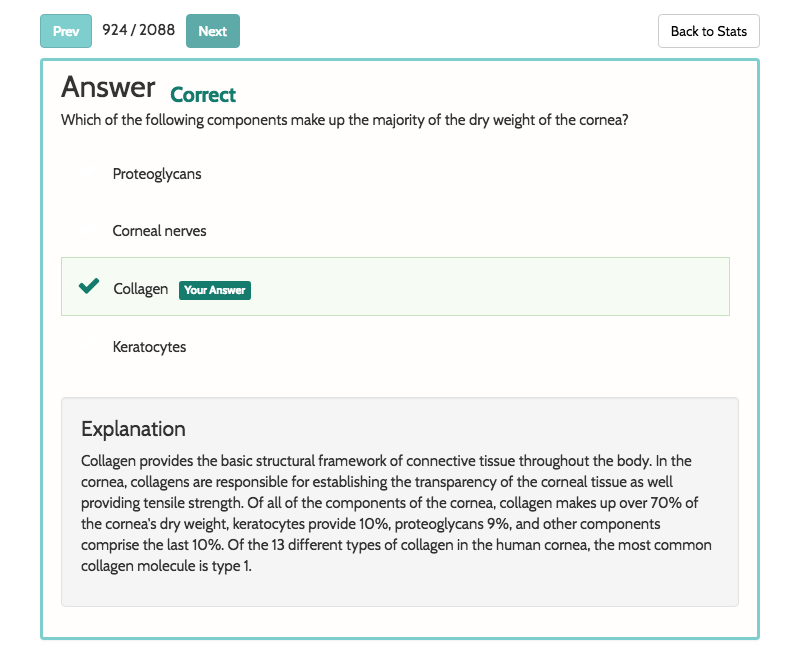 Prev 924 / 2088 Next Back to Stats
Answer Correct
Which of the following components make up the majority of the dry weight of the cornea?
Proteoglycans
Corneal nerves
Collagen Your Answer
Keratocytes
Explanation
Collagen provides the basic structural framework of connective tissue throughout the body. In the
cornea, collagens are responsible for establishing the transparency of the corneal tissue as well
providing tensile strength. Of all of the components of the cornea, collagen makes up over 70% of
the cornea's dry weight, keratocytes provide 10%, proteoglycans 9%, and other components
comprise the last 10%. Of the 13 different types of collagen in the human cornea, the most common
collagen molecule is type 1.